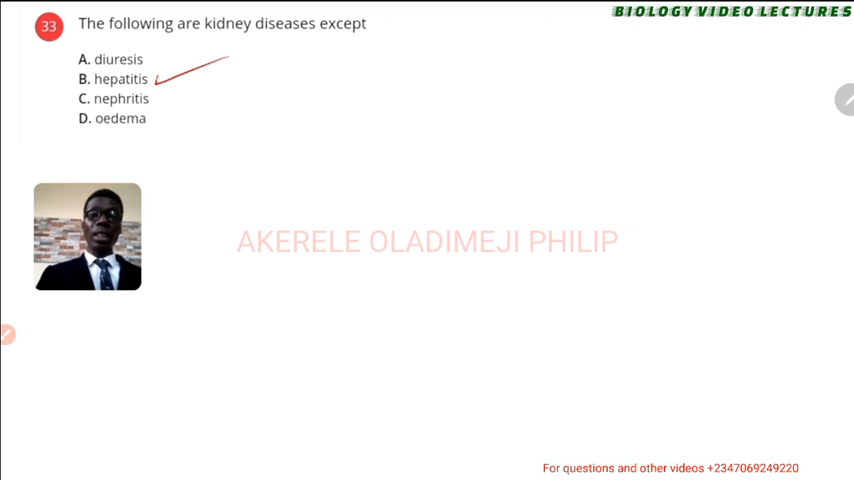 BIOLOGY VIDEO LECTURES
33 The following are kidney diseases except
A. diuresis
B. hepatitis
C. nephritis
D. oedema
AKERELE OLADIMEJI PHILIP
For questions and other videos +2347069249220